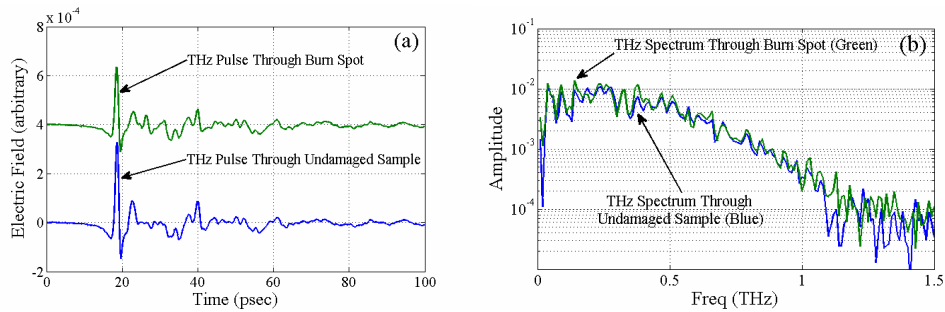 x 10-4
8
6
4
2
0
-2
0
20
40
60
80
100
Electric Field (arbitrary)
Time (psec)
(a)
THz Pulse Through Burn Spot
THz Pulse Through Undamaged Sample
10-1
10-2
10-3
10-4
0
0.5
1
1.5
Amplitude
Freq (THz)
(b)
THz Spectrum Through Burn Spot (Green)
THz Spectrum Through
Undamaged Sample (Blue)